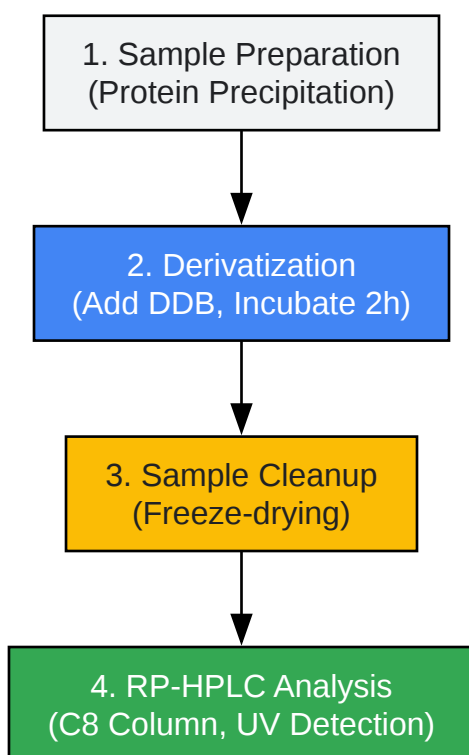 1. Sample Preparation
(Protein Precipitation)
2. Derivatization
(Add DDB, Incubate 2h)
3. Sample Cleanup
(Freeze-drying)
4. RP-HPLC Analysis
(C8 Column, UV Detection)